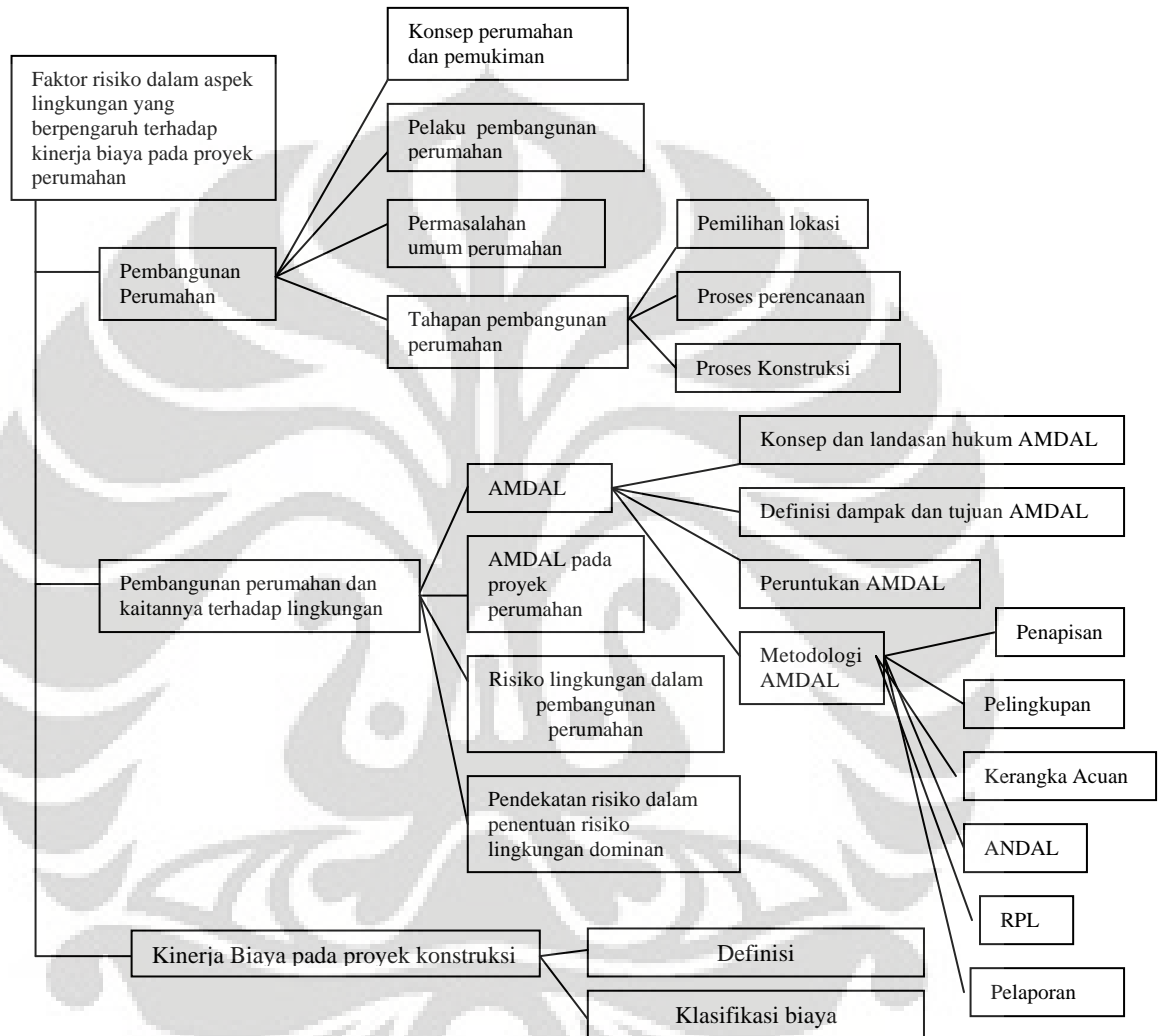 Faktor risiko dalam aspek
lingkungan yang
berpengaruh terhadap
kinerja biaya pada proyek
perumahan
Pembangunan
Perumahan
Konsep perumahan
dan pemukiman
Pelaku pembangunan
perumahan
Permasalahan
umum perumahan
Tahapan pembangunan
perumahan
Pemilihan lokasi
Proses perencanaan
Proses Konstruksi
Pembangunan perumahan dan
kaitannya terhadap lingkungan
AMDAL
AMDAL pada
proyek
perumahan
Risiko lingkungan dalam
pembangunan
perumahan
Pendekatan risiko dalam
penentuan risiko
lingkungan dominan
Konsep dan landasan hukum AMDAL
Definisi dampak dan tujuan AMDAL
Peruntukan AMDAL
Metodologi
AMDAL
Penapisan
Pelingkupan
Kerangka Acuan
ANDAL
RPL
Pelaporan
Kinerja Biaya pada proyek konstruksi
Definisi
Klasifikasi biaya